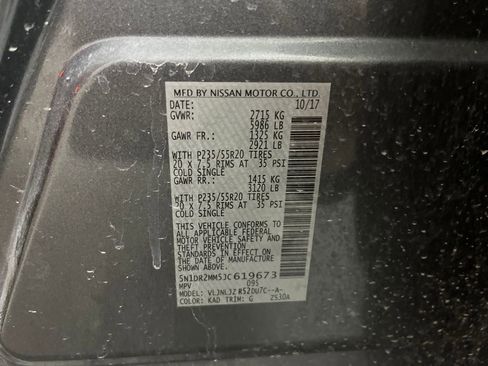 MFD BY NISSAN MOTOR CO., LTD.
DATE: 10/17
GVWR: 2715 KG
5986 LB
GAWR FR.: 1325 KG
2921 LB
WITH P235/55R20 TIRES
20 x 7.5 RIMS AT 35 PSI
COLD SINGLE
GAWR RR.: 1415 KG
3120 LB
WITH P235/55R20 TIRES
20 x 7.5 RIMS AT 35 PSI
COLD SINGLE
THIS VEHICLE CONFORMS TO
ALL APPLICABLE FEDERAL
MOTOR VEHICLE SAFETY AND
THEFT PREVENTION
STANDARDS IN EFFECT
ON THE DATE OF
MANUFACTURE SHOWN ABOVE.
5N1DR2MM5JC619673
MPV 095
MODEL: VLJNLJZ R52DU7C--A-
COLOR: KAD TRIM: G ZS30A